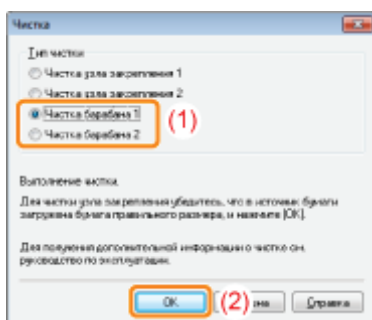 Чистка
Тип чистки
Чистка узла закрепления 1
Чистка узла закрепления 2
Чистка барабана 1
(1)
Чистка барабана 2
Выполнение чистки.
Для чистки узла закрепления убедитесь, что в источник бумаги
загружена бумага правильного размера, и нажмите [OK].
Для получения дополнительной информации о чистке см.
руководство по эксплуатации.
OK (2) на Справка